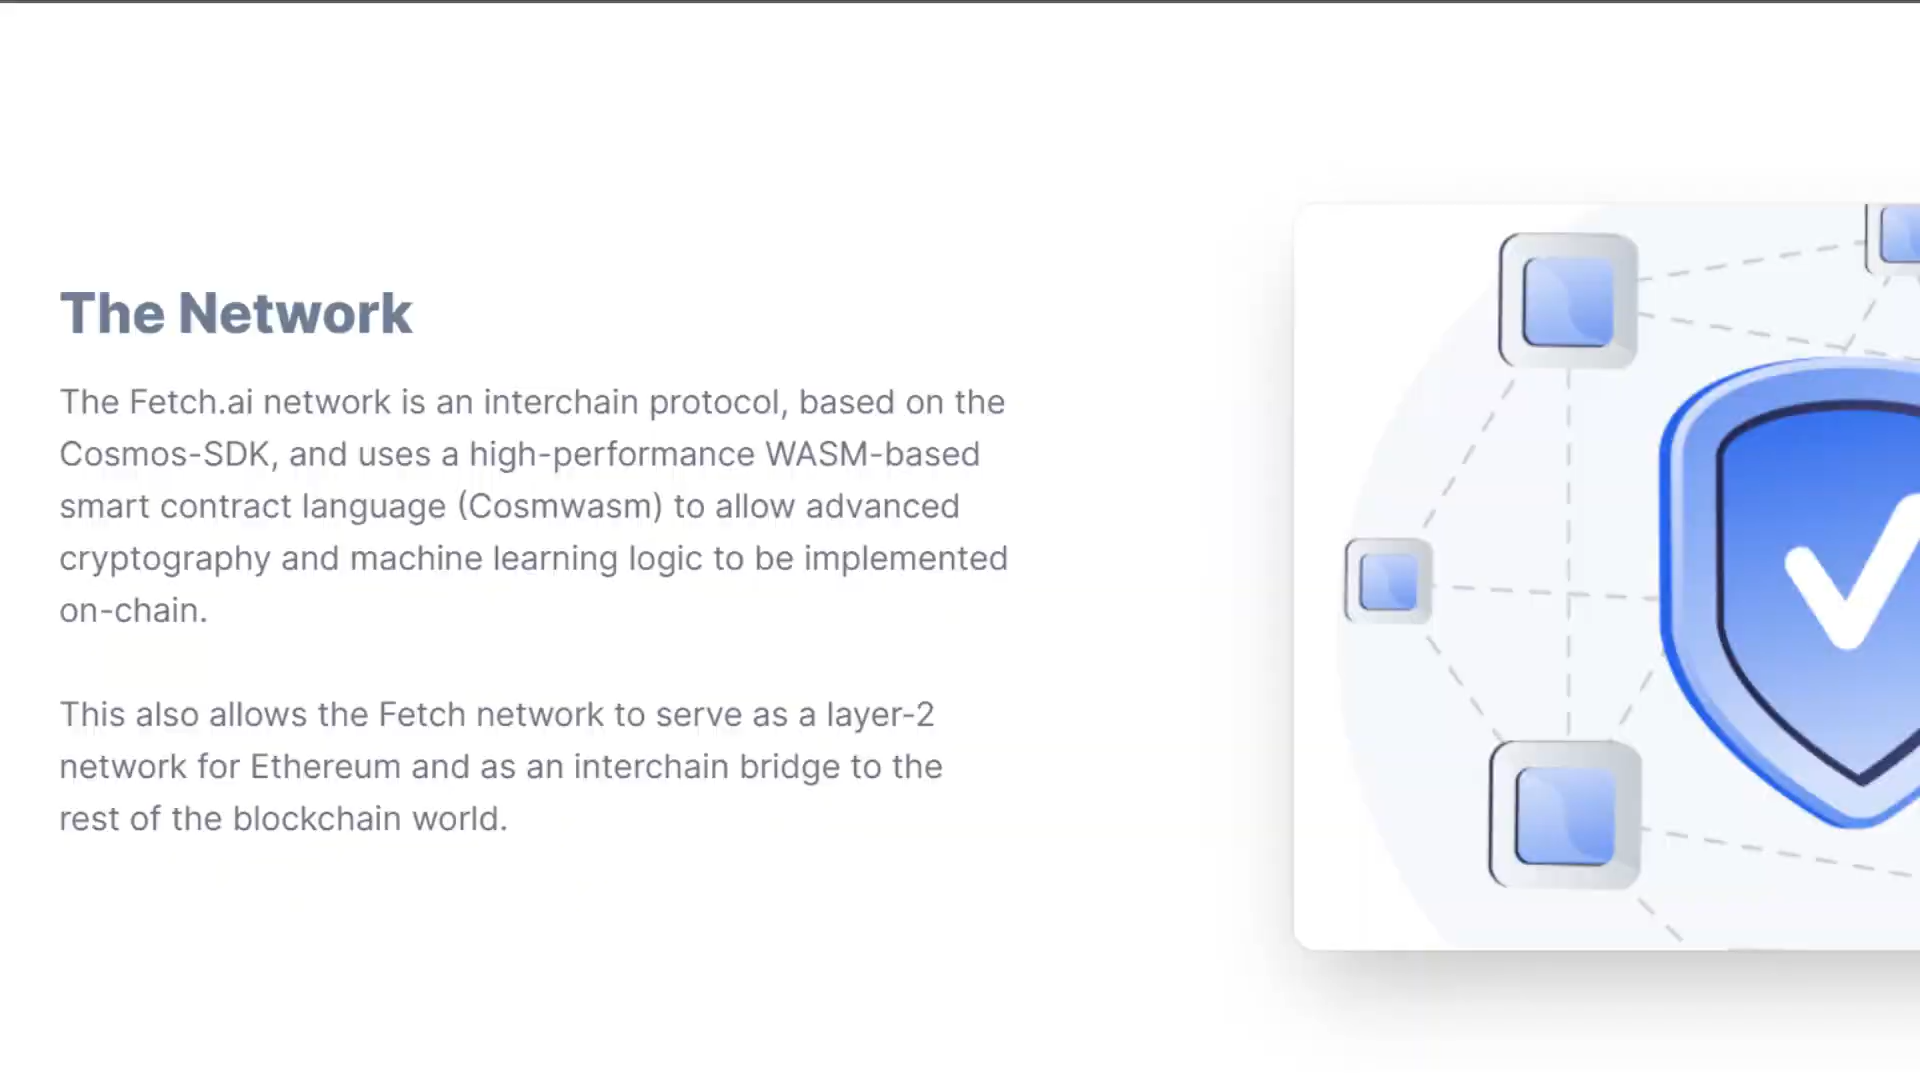 The Network
The Fetch.ai network is an interchain protocol, based on the
Cosmos-SDK, and uses a high-performance WASM-based
smart contract language (Cosmwasm) to allow advanced
cryptography and machine learning logic to be implemented
on-chain.
This also allows the Fetch network to serve as a layer-2
network for Ethereum and as an interchain bridge to the
rest of the blockchain world.